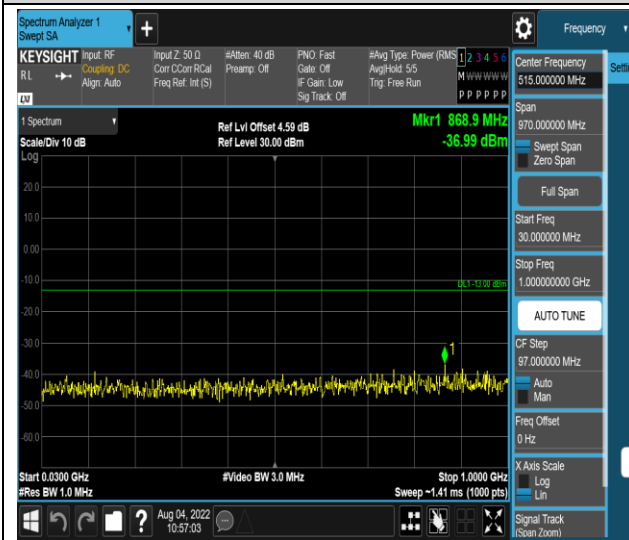 Spectrum Analyzer 1
Swept SA
Frequency
KEYSIGHT
RL
LXI
Input: RF
Coupling: DC
Align: Auto
Input Z: 50 Ω
Corr CCorr RCal
Freq Ref: Int (S)
#Atten: 40 dB
Preamp: Off
PNO: Fast
Gate: Off
IF Gain: Low
Sig Track: Off
#Avg Type: Power (RMS
Avg|Hold: 5/5
Trig: Free Run
1 2 3 4 5 6
M W W W W W
P P P P P P
1 Spectrum
Scale/Div 10 dB
Log
Ref Lvl Offset 4.59 dB
Ref Level 30.00 dBm
Mkr1 868.9 MHz
-36.99 dBm
20.0
10.0
0.00
-10.0
-20.0
-30.0
-40.0
-50.0
-60.0
DL1 -13.00 dBm
1
Start 0.0300 GHz
#Res BW 1.0 MHz
#Video BW 3.0 MHz
Stop 1.0000 GHz
Sweep ~1.41 ms (1000 pts)
Aug 04, 2022
10:57:03
Center Frequency
515.000000 MHz
Span
970.000000 MHz
Swept Span
Zero Span
Full Span
Start Freq
30.000000 MHz
Stop Freq
1.000000000 GHz
AUTO TUNE
CF Step
97.000000 MHz
Auto
Man
Freq Offset
0 Hz
X Axis Scale
Log
Lin
Signal Track
(Span Zoom)